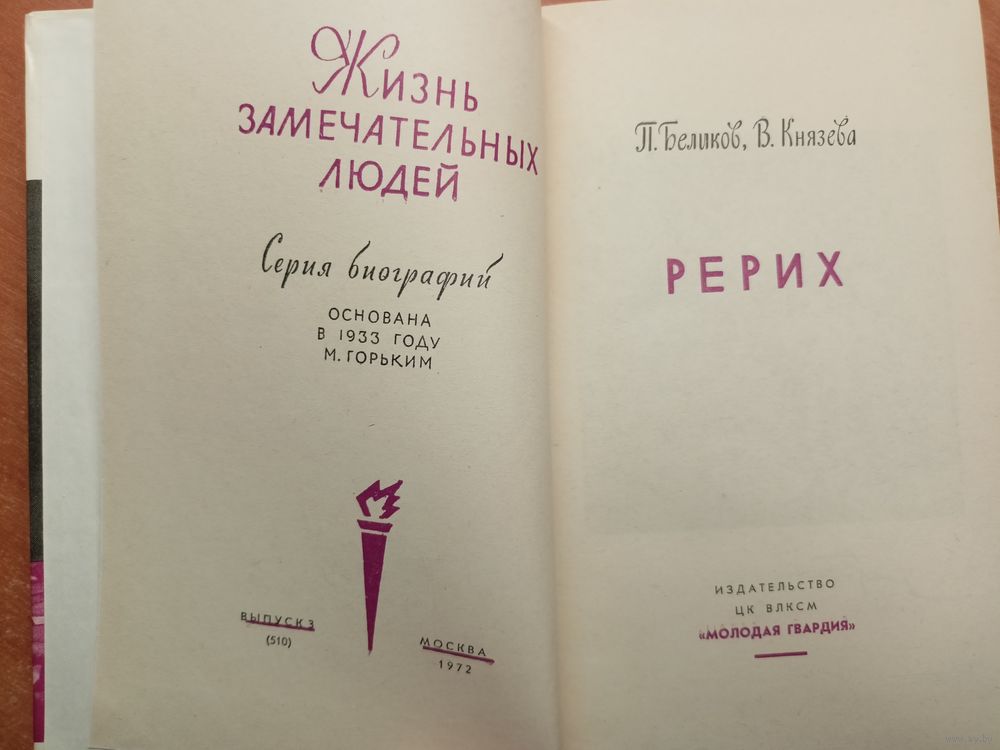 Жизнь
ЗАМЕЧАТЕЛЬНЫХ
ЛЮДЕЙ
Серия биографий
ОСНОВАНА
В 1933 ГОДУ
М. ГОРЬКИМ
ВЫПУСК 3
(510)
МОСКВА
1972
П. Беликов, В. Князева
РЕРИХ
ИЗДАТЕЛЬСТВО
ЦК ВЛКСМ
«МОЛОДАЯ ГВАРДИЯ»